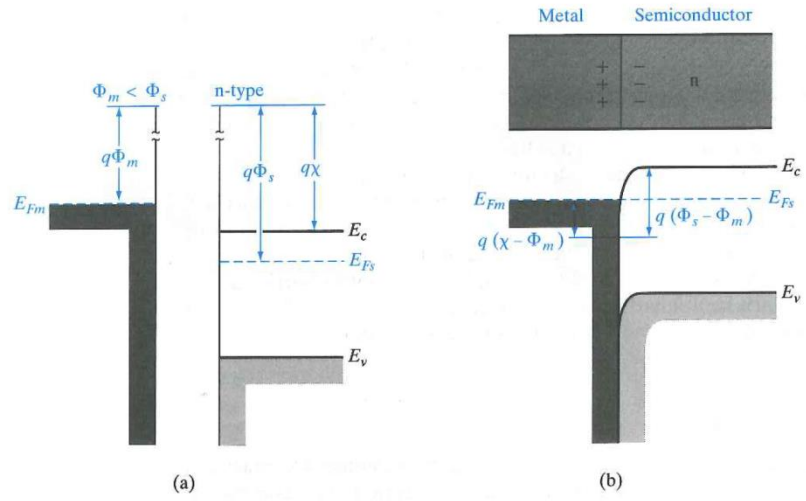 Φm < Φs
n-type
qΦm
qΦs
qχ
EFm
Ec
EFs
Ev
(a)
Metal Semiconductor
+ −
+ −
+ −
n
Ec
EFm
EFs
q (Φs − Φm)
q (χ − Φm)
Ev
(b)